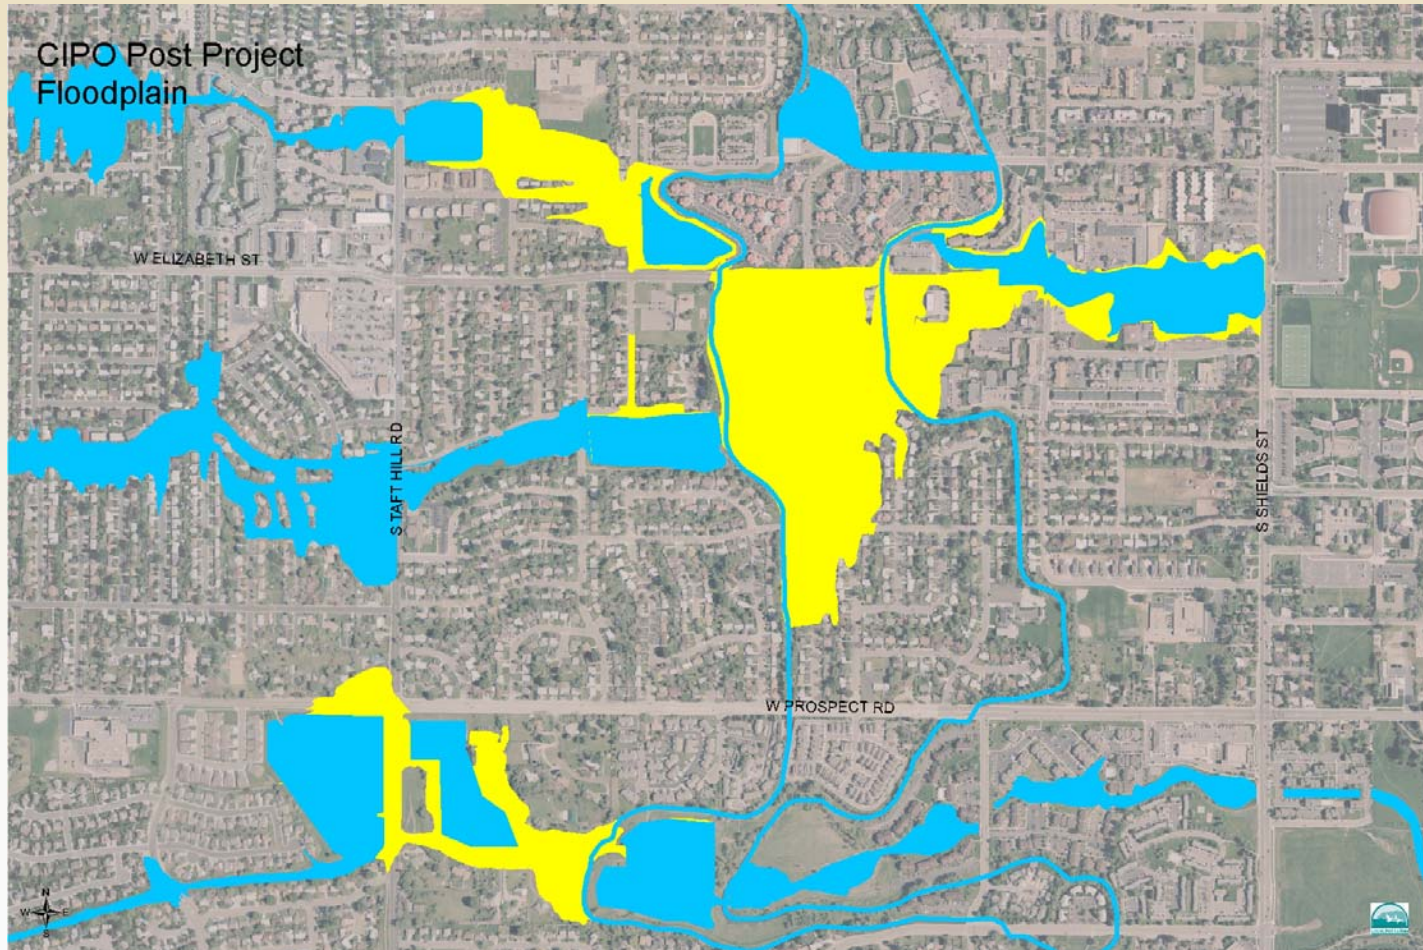 CIPO Post Project
Floodplain
W ELIZABETH ST
S TAFT HILL RD
S SHIELDS ST
W PROSPECT RD
N
W E
S